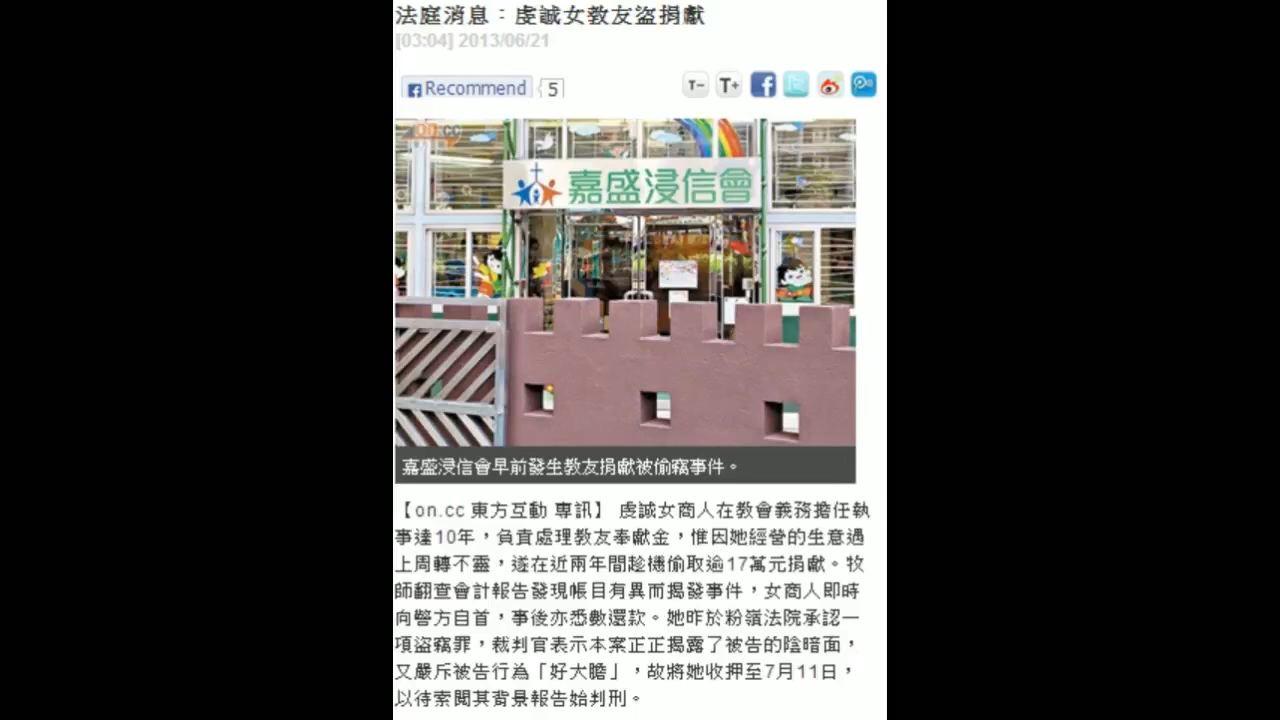 法庭消息：虔誠女教友盜捐獻
[03:04] 2013/06/21
Recommend 5
T- T+
on.cc
嘉盛浸信會
嘉盛浸信會早前發生教友捐獻被偷竊事件。
【on.cc 東方互動 專訊】 虔誠女商人在教會義務擔任執
事達10年，負責處理教友奉獻金，惟因她經營的生意遇
上周轉不靈，遂在近兩年間趁機偷取逾17萬元捐獻。牧
師翻查會計報告發現帳目有異而揭發事件，女商人即時
向警方自首，事後亦悉數還款。她昨於粉嶺法院承認一
項盜竊罪，裁判官表示本案正正揭露了被告的陰暗面，
又嚴斥被告行為「好大膽」，故將她收押至7月11日，
以待索閱其背景報告始判刑。